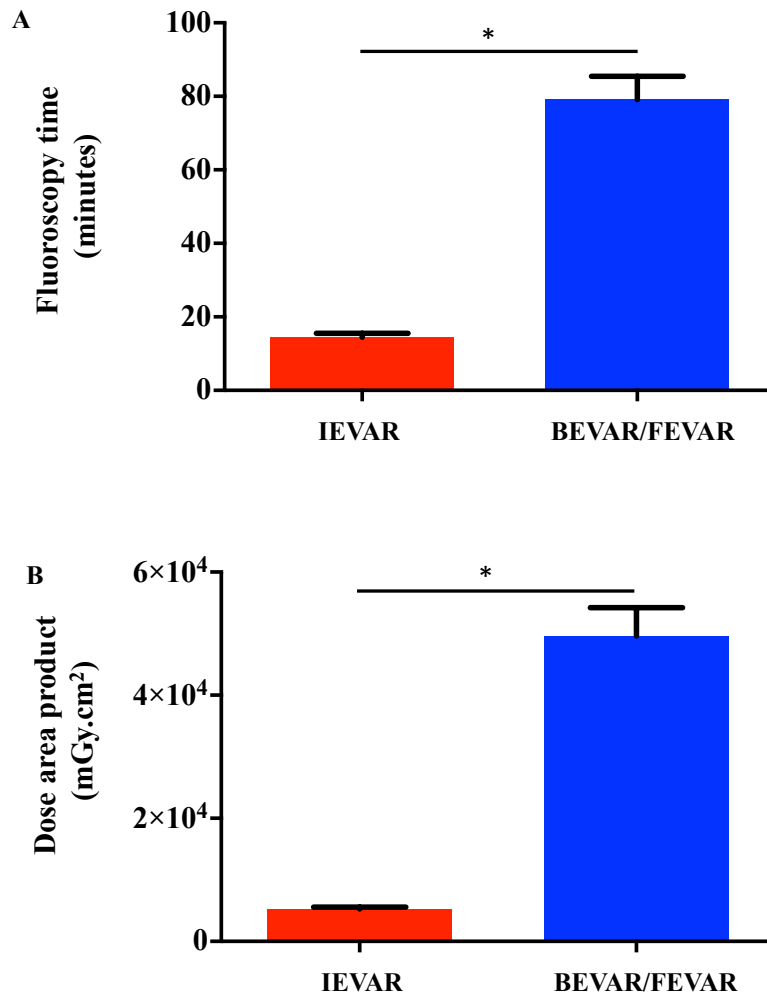 A
Fluoroscopy time
(minutes)
100
80
60
40
20
0
*
IEVAR BEVAR/FEVAR
B
Dose area product
(mGy.cm²)
6×10⁴
4×10⁴
2×10⁴
0
*
IEVAR BEVAR/FEVAR